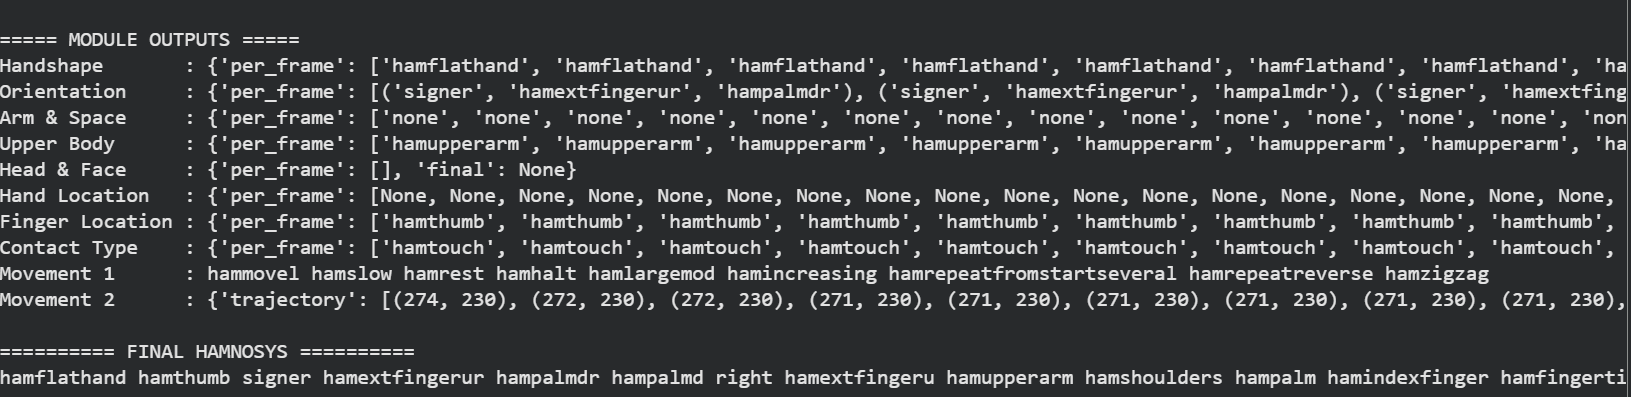 ===== MODULE OUTPUTS =====
Handshape       : {'per_frame': ['hamflathand', 'hamflathand', 'hamflathand', 'hamflathand', 'hamflathand', 'hamflathand', 'hamflathand', 'ha
Orientation     : {'per_frame': [('signer', 'hamextfingerur', 'hampalmdr'), ('signer', 'hamextfingerur', 'hampalmdr'), ('signer', 'hamextfing
Arm & Space     : {'per_frame': ['none', 'none', 'none', 'none', 'none', 'none', 'none', 'none', 'none', 'none', 'none', 'none', 'none', 'non
Upper Body      : {'per_frame': ['hamupperarm', 'hamupperarm', 'hamupperarm', 'hamupperarm', 'hamupperarm', 'hamupperarm', 'hamupperarm', 'ha
Head & Face     : {'per_frame': [], 'final': None}
Hand Location   : {'per_frame': [None, None, None, None, None, None, None, None, None, None, None, None, None, None, None, None, None, None,
Finger Location : {'per_frame': ['hamthumb', 'hamthumb', 'hamthumb', 'hamthumb', 'hamthumb', 'hamthumb', 'hamthumb', 'hamthumb', 'hamthumb',
Contact Type    : {'per_frame': ['hamtouch', 'hamtouch', 'hamtouch', 'hamtouch', 'hamtouch', 'hamtouch', 'hamtouch', 'hamtouch', 'hamtouch',
Movement 1      : hammovel hamslow hamrest hamhalt hamlargemod hamincreasing hamrepeatfromstartseveral hamrepeatreverse hamzigzag
Movement 2      : {'trajectory': [(274, 230), (272, 230), (272, 230), (271, 230), (271, 230), (271, 230), (271, 230), (271, 230), (271, 230),
========== FINAL HAMNOSYS ==========
hamflathand hamthumb signer hamextfingerur hampalmdr hampalmd right hamextfingeru hamupperarm hamshoulders hampalm hamindexfinger hamfingerti